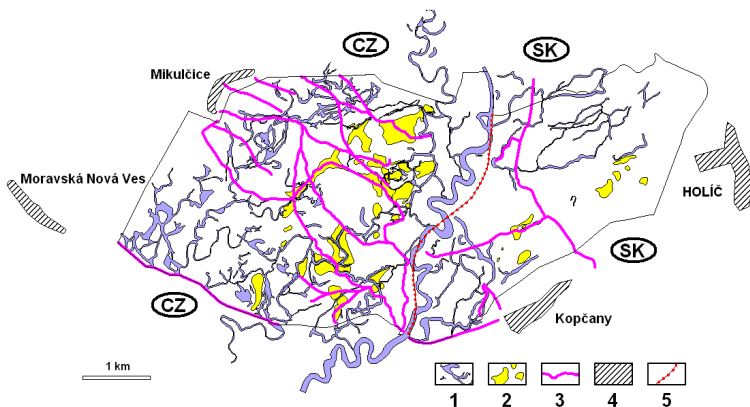 CZ
SK
Mikulčice
Moravská Nová Ves
HOLÍČ
?
SK
CZ
Kopčany
1 km
1 2 3 4 5